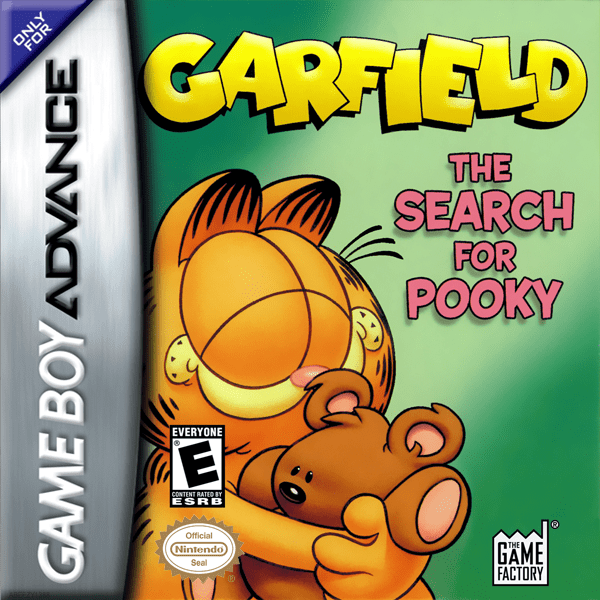 ONLY
FOR
GAME BOY ADVANCE
GARFIELD
THE
SEARCH
FOR
POOKY
EVERYONE
E
®
CONTENT RATED BY
ESRB
Official
Nintendo
Seal
®
THE
GAME
FACTORY
®